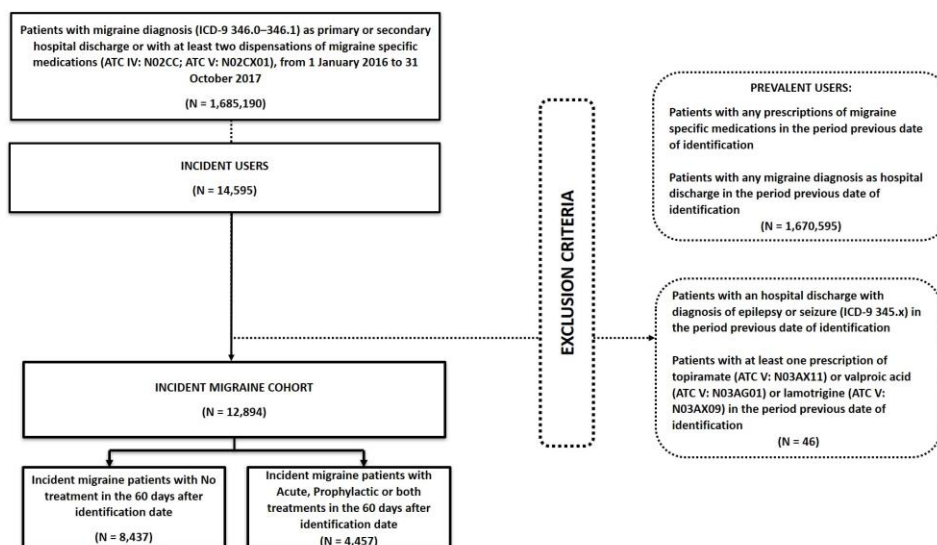 Patients with migraine diagnosis (ICD-9 346.0–346.1) as primary or secondary
hospital discharge or with at least two dispensations of migraine specific
medications (ATC IV: N02CC; ATC V: N02CX01), from 1 January 2016 to 31
October 2017
(N = 1,685,190)
INCIDENT USERS
(N = 14,595)
EXCLUSION CRITERIA
PREVALENT USERS:
Patients with any prescriptions of migraine
specific medications in the period previous date
of identification
Patients with any migraine diagnosis as hospital
discharge in the period previous date of
identification
(N = 1,670,595)
Patients with an hospital discharge with
diagnosis of epilepsy or seizure (ICD-9 345.x) in
the period previous date of identification
Patients with at least one prescription of
topiramate (ATC V: N03AX11) or valproic acid
(ATC V: N03AG01) or lamotrigine (ATC V:
N03AX09) in the period previous date of
identification
(N = 46)
INCIDENT MIGRAINE COHORT
(N = 12,894)
Incident migraine patients with No
treatment in the 60 days after
identification date
(N = 8,437)
Incident migraine patients with
Acute, Prophylactic or both
treatments in the 60 days after
identification date
(N = 4,457)